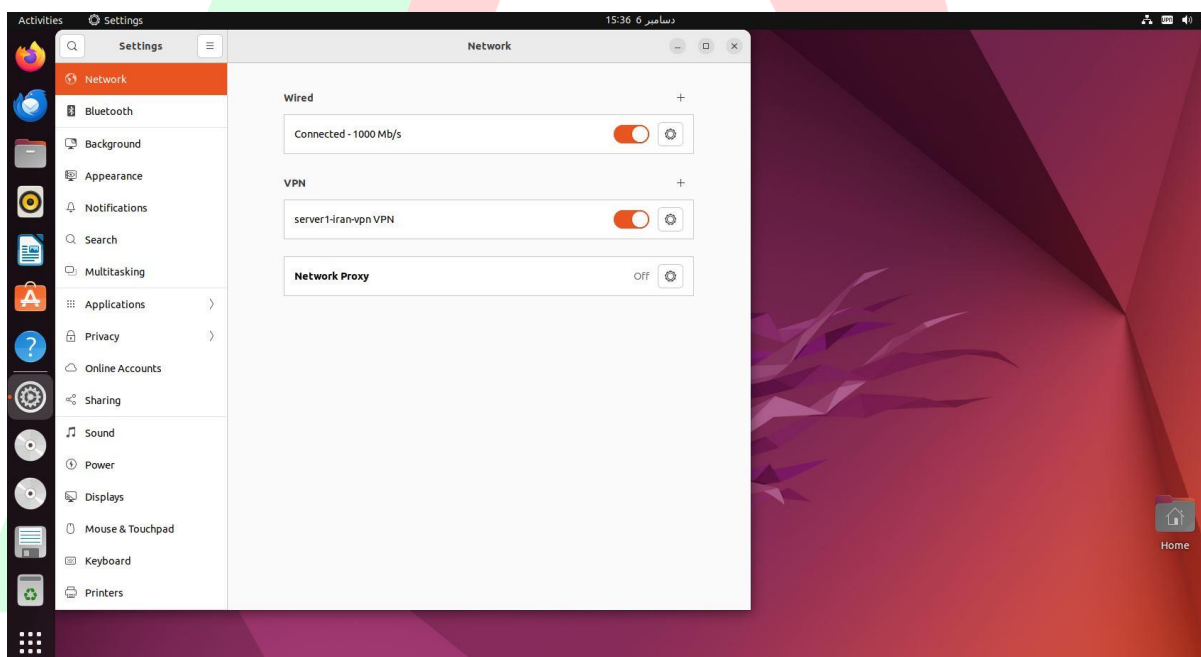 Activities
Settings
دسامبر 6 15:36
VPN
Settings
Network
Network
Bluetooth
Background
Appearance
Notifications
Search
Multitasking
Applications
Privacy
Online Accounts
Sharing
Sound
Power
Displays
Mouse & Touchpad
Keyboard
Printers
Wired
Connected - 1000 Mb/s
VPN
server1-iran-vpn VPN
Network Proxy
Off
Home